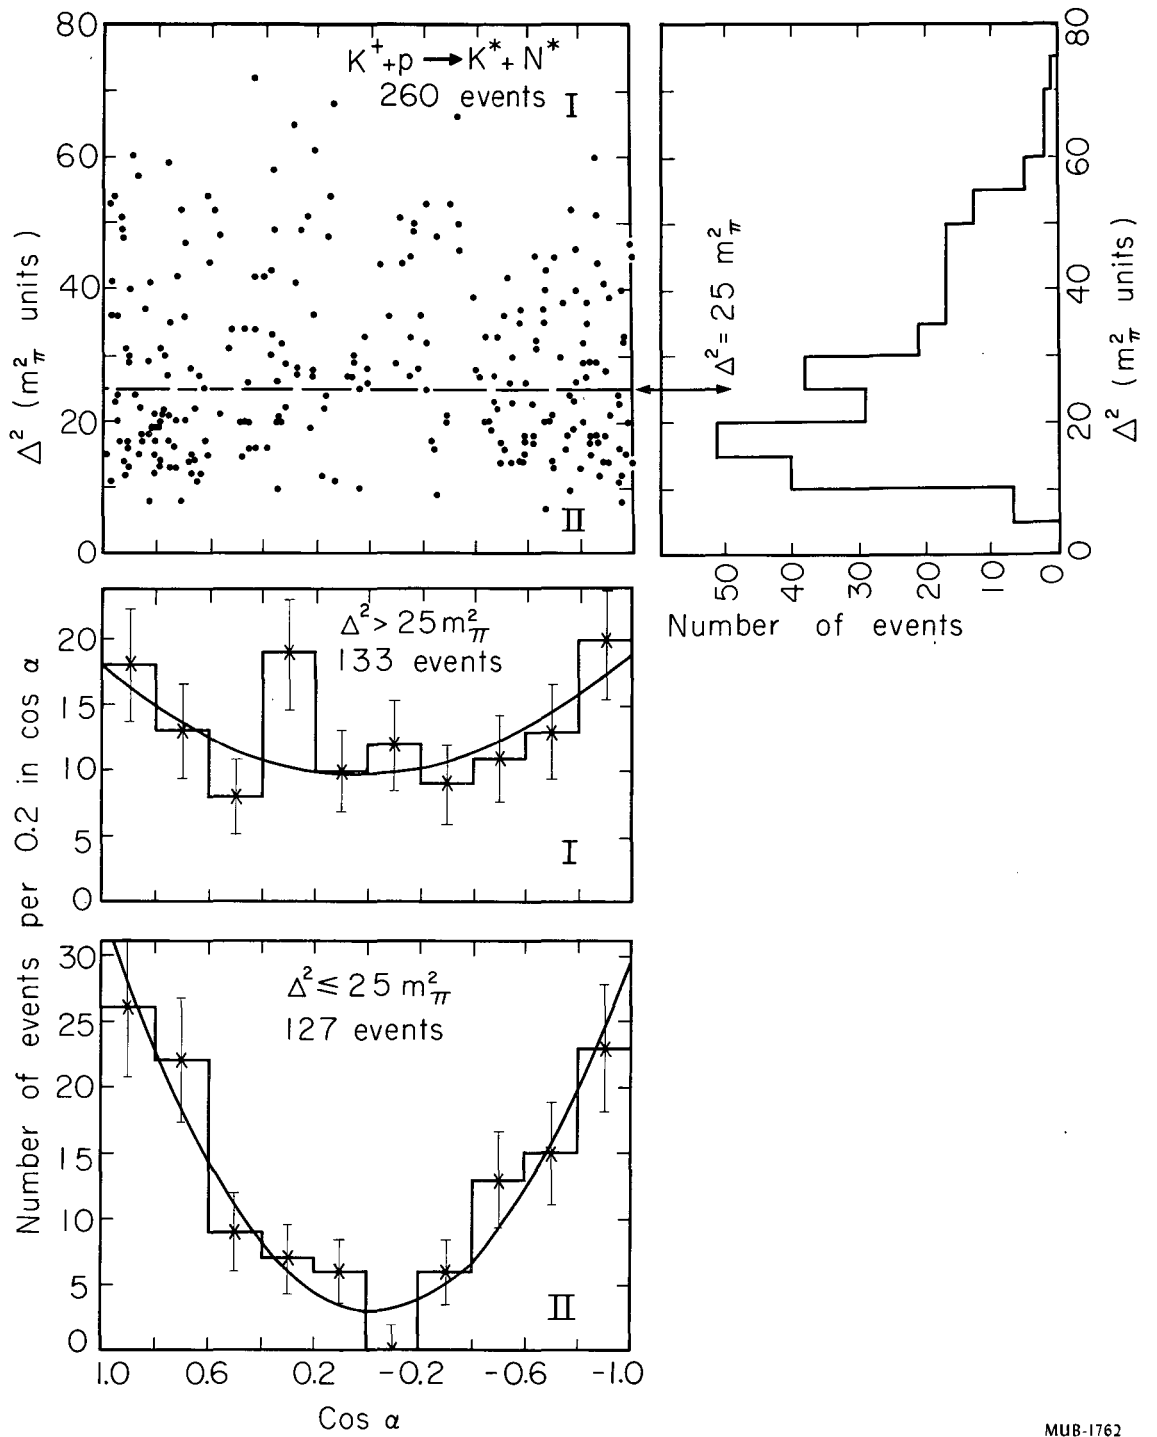 80
60
40
20
0
Δ² (m²π units)
K⁺+p → K*+ N*
260 events
I
II
Δ² = 25 m²π
80
60
40
20
0
Δ² (m²π units)
50
40
30
20
10
0
Number of events
20
15
10
5
0
Δ² > 25 m²π
133 events
I
30
25
20
15
10
5
0
Δ² ≤ 25 m²π
127 events
II
Number of events per 0.2 in cos α
1.0 0.6 0.2 -0.2 -0.6 -1.0
Cos α
MUB-1762